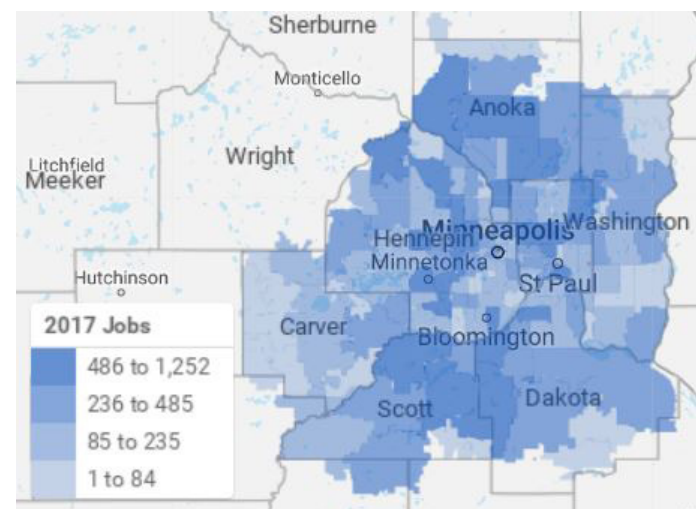 Sherburne
Monticello
Anoka
Wright
Litchfield
Meeker
Minneapolis
Washington
Hennepin
Minnetonka
Hutchinson
St Paul
2017 Jobs
Carver
Bloomington
486 to 1,252
236 to 485
Scott
Dakota
85 to 235
1 to 84